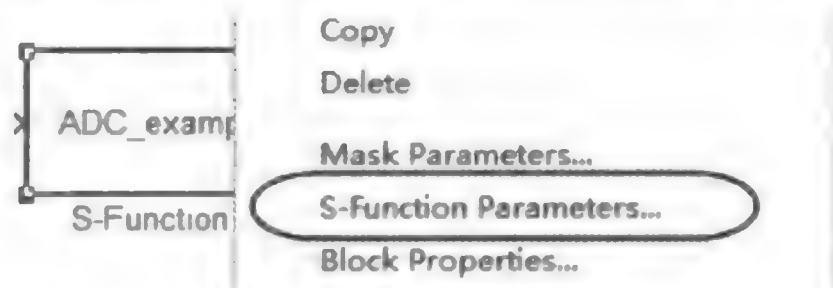 Copy
Delete
ADC_examp
Mask Parameters...
S-Function Parameters...
S-Function
Block Properties...